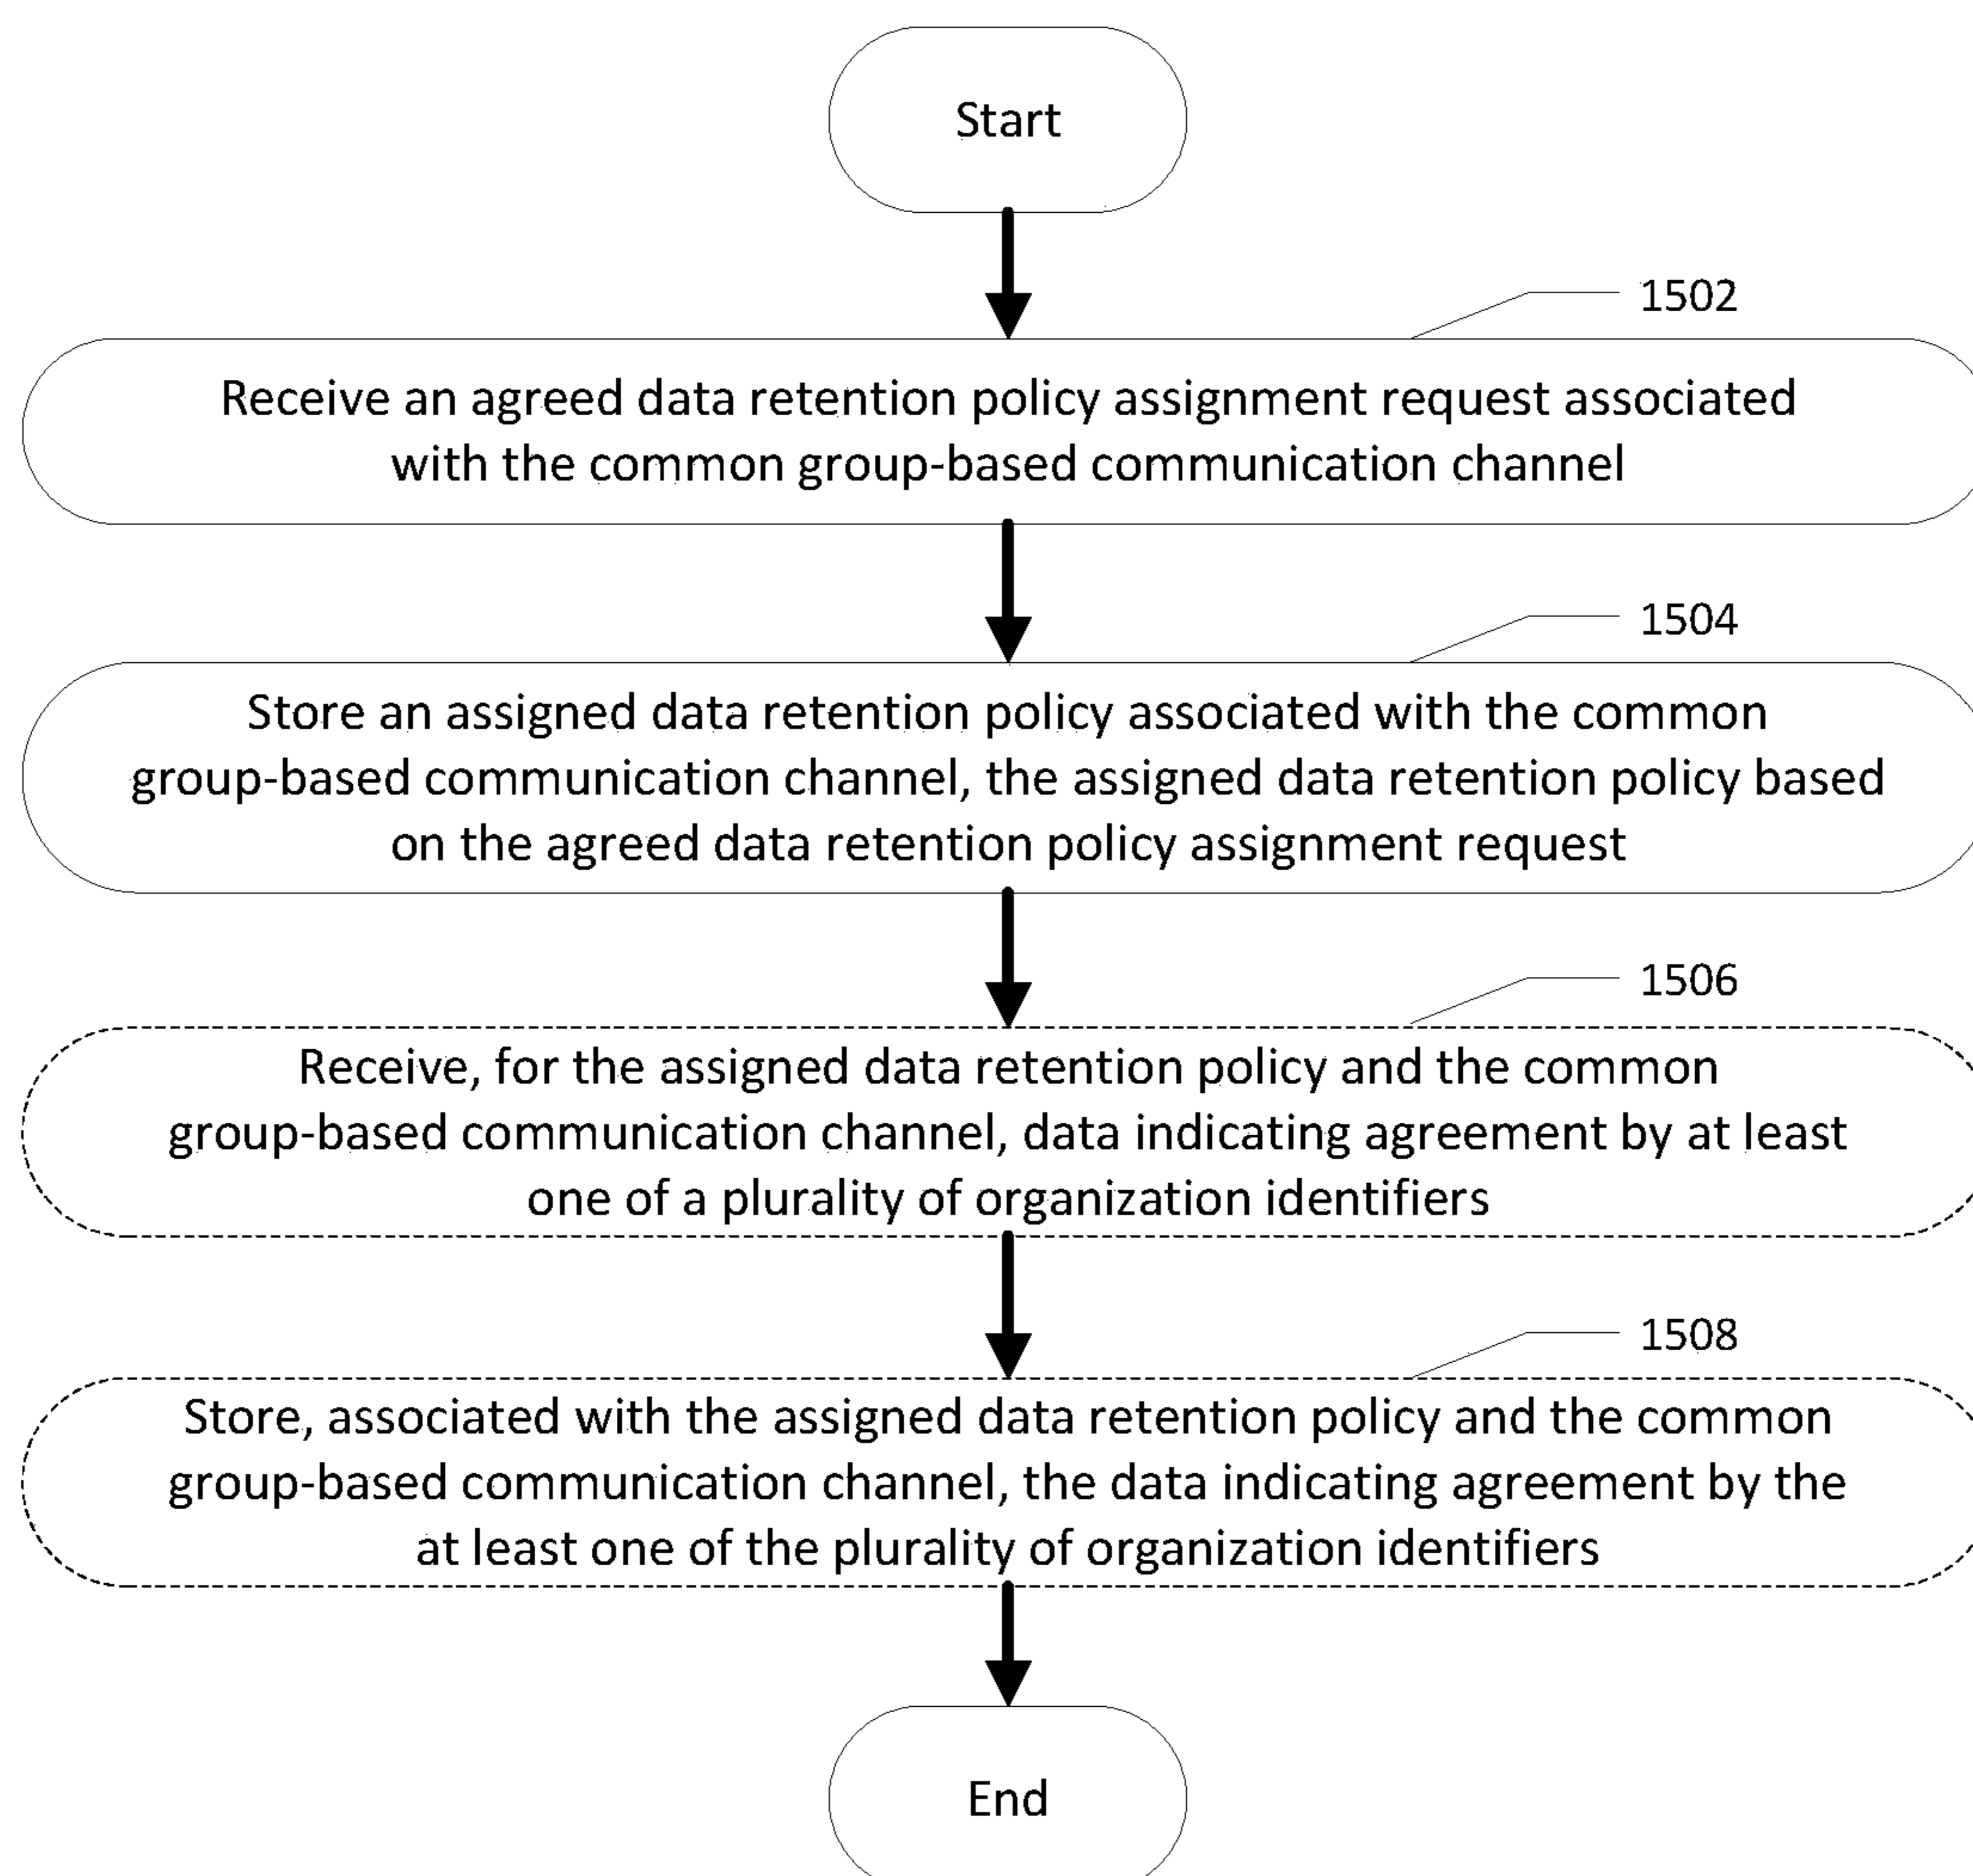 Start
1502
Receive an agreed data retention policy assignment request associated
with the common group-based communication channel
1504
Store an assigned data retention policy associated with the common
group-based communication channel, the assigned data retention policy based
on the agreed data retention policy assignment request
1506
Receive, for the assigned data retention policy and the common
group-based communication channel, data indicating agreement by at least
one of a plurality of organization identifiers
1508
Store, associated with the assigned data retention policy and the common
group-based communication channel, the data indicating agreement by the
at least one of the plurality of organization identifiers
End